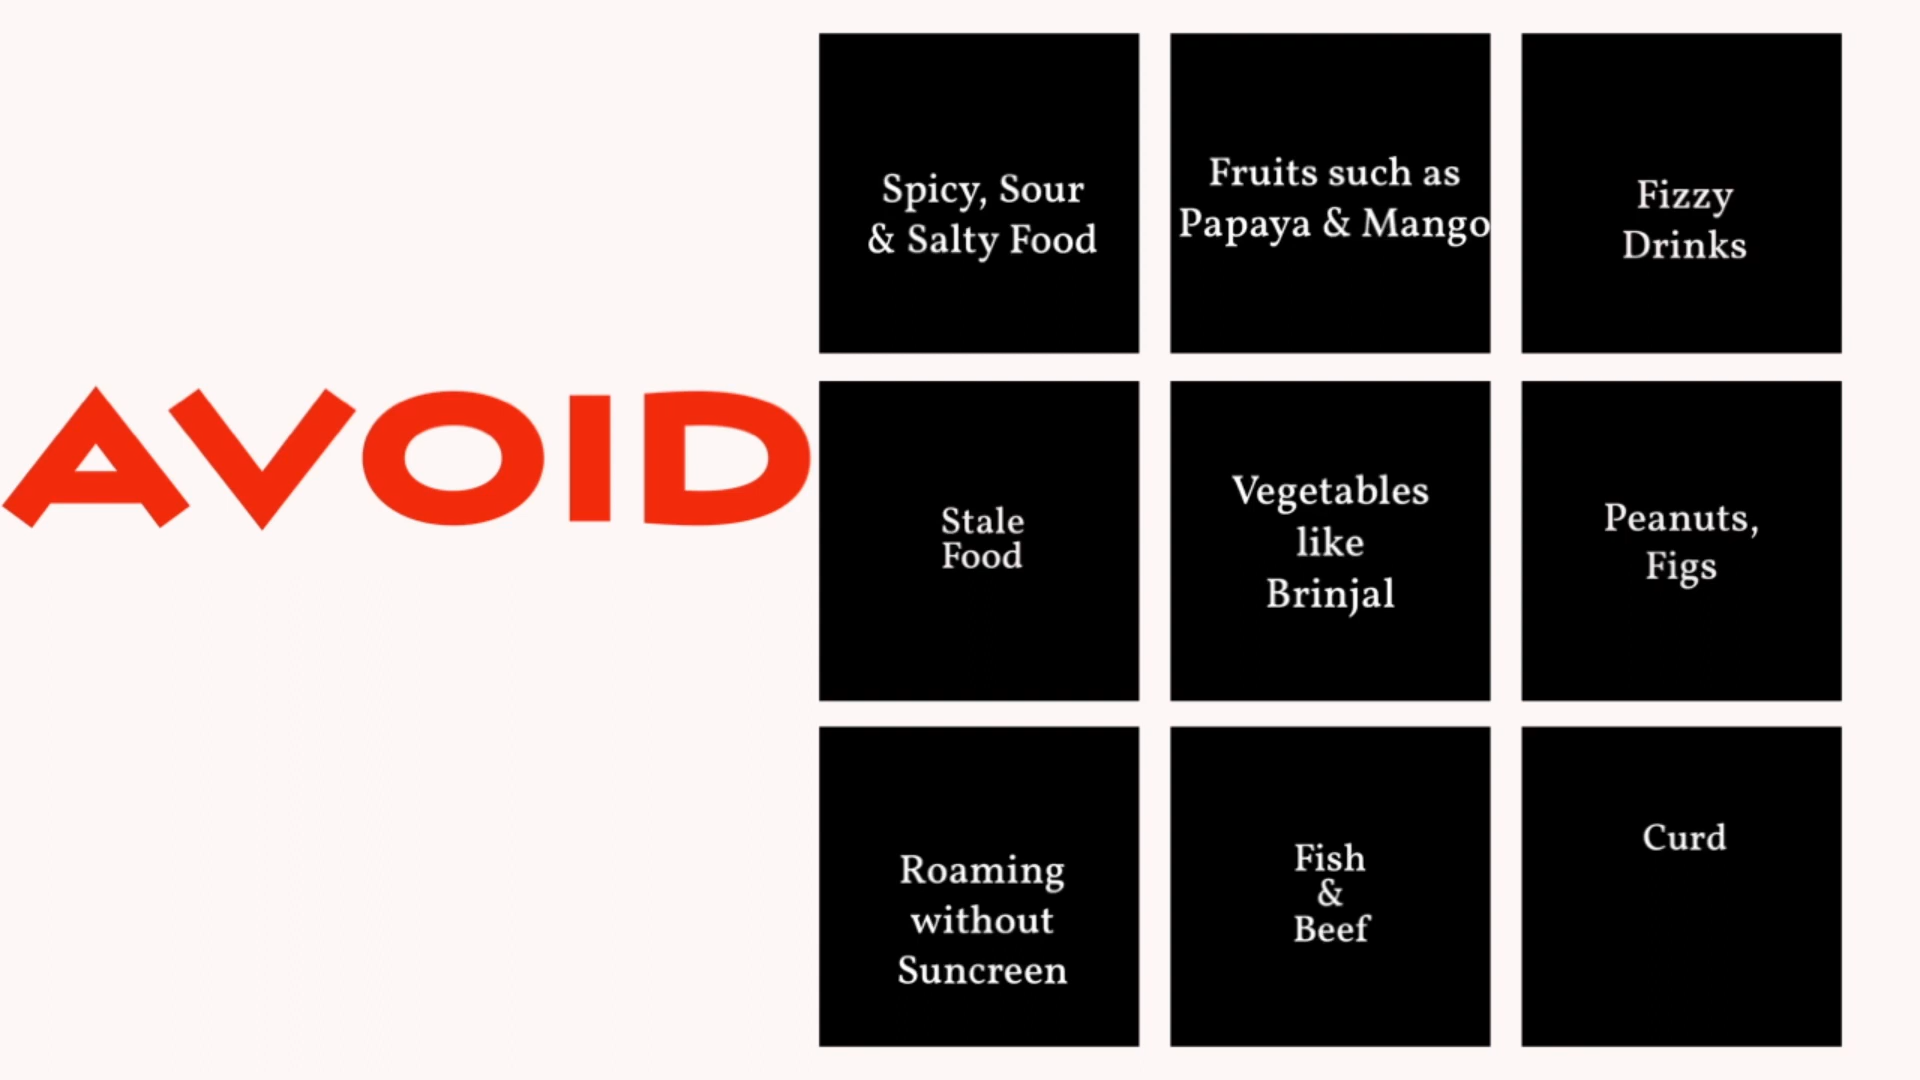 AVOID
Spicy, Sour
& Salty Food
Fruits such as
Papaya & Mango
Fizzy
Drinks
Stale
Food
Vegetables
like
Brinjal
Peanuts,
Figs
Roaming
without
Suncreen
Fish
&
Beef
Curd